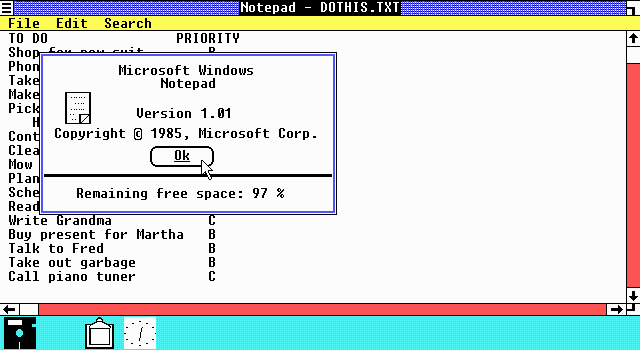 Notepad - DOTHIS.TXT
File Edit Search
TO DO PRIORITY
Shop for new suit B
Phon
Take
Make
Pick
H
Cont
Clea
Mow
Plan
Sche
Read
Microsoft Windows
Notepad
Version 1.01
Copyright © 1985, Microsoft Corp.
Ok
Remaining free space: 97 %
Write Grandma C
Buy present for Martha B
Talk to Fred B
Take out garbage B
Call piano tuner C